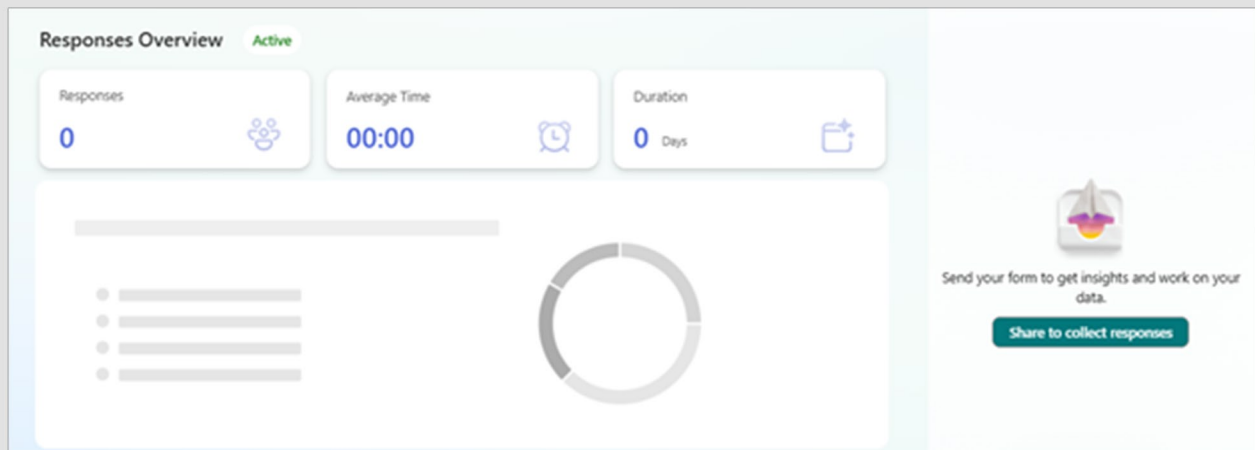 Responses Overview Active
Responses
0
Average Time
00:00
Duration
0 Days
Send your form to get insights and work on your
data.
Share to collect responses